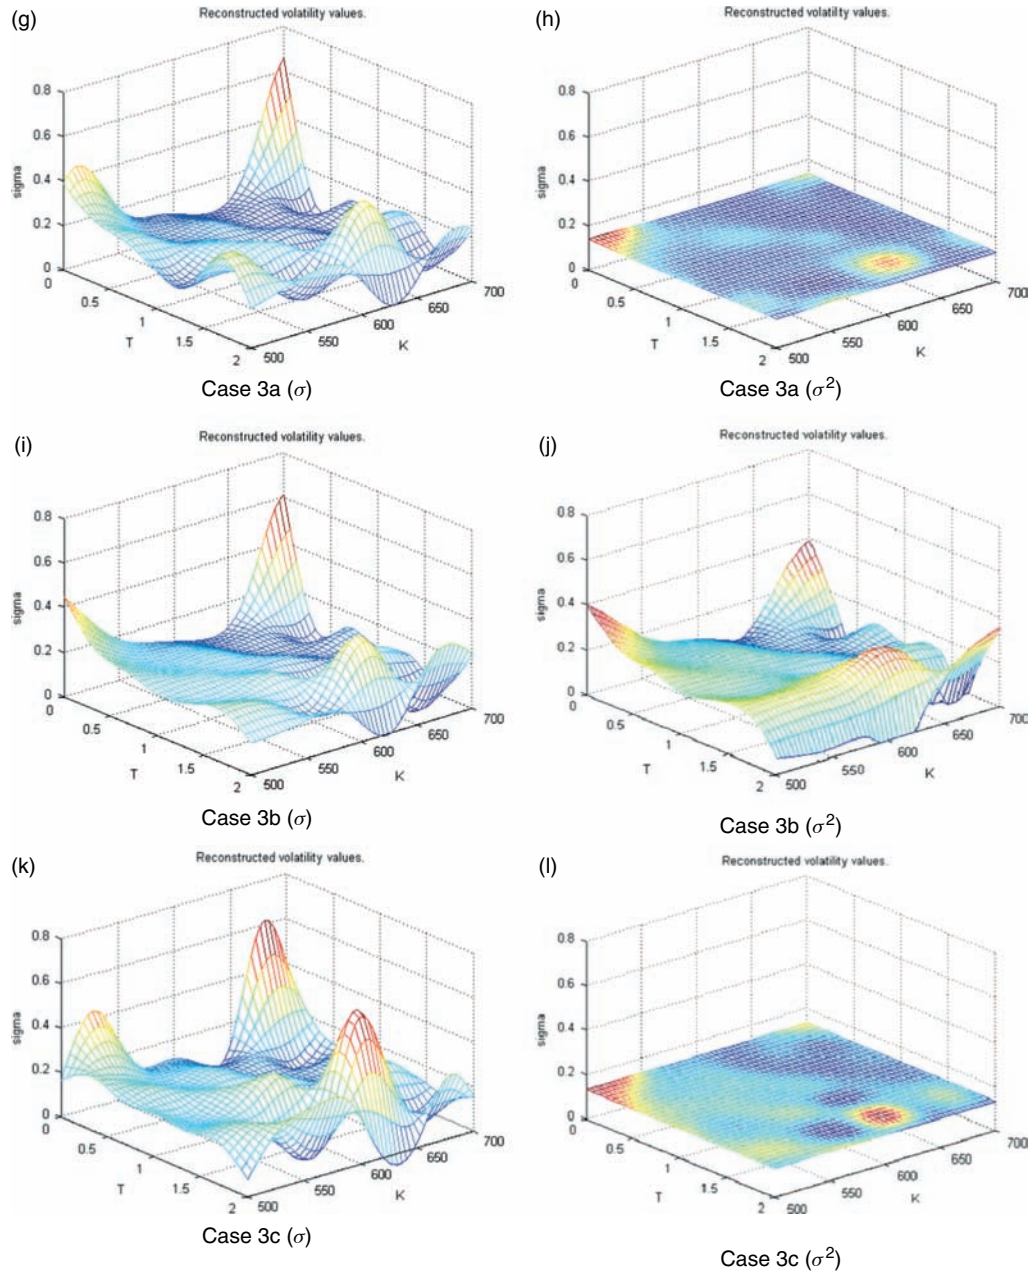 (g)
Reconstructed volatility values.
0.8
0.6
0.4
0.2
0
sigma
0
0.5
1
1.5
2
T
500
550
600
650
700
K
Case 3a (σ)
(h)
Reconstructed volatility values.
0.8
0.6
0.4
0.2
0
sigma
0
0.5
1
1.5
2
T
500
550
600
650
700
K
Case 3a (σ²)
(i)
Reconstructed volatility values.
0.8
0.6
0.4
0.2
0
sigma
0
0.5
1
1.5
2
T
500
550
600
650
700
K
Case 3b (σ)
(j)
Reconstructed volatility values.
0.8
0.6
0.4
0.2
0
sigma
0
0.5
1
1.5
2
T
500
550
600
650
700
K
Case 3b (σ²)
(k)
Reconstructed volatility values.
0.8
0.6
0.4
0.2
0
sigma
0
0.5
1
1.5
2
T
500
550
600
650
700
K
Case 3c (σ)
(l)
Reconstructed volatility values.
0.8
0.6
0.4
0.2
0
sigma
0
0.5
1
1.5
2
T
500
550
600
650
700
K
Case 3c (σ²)